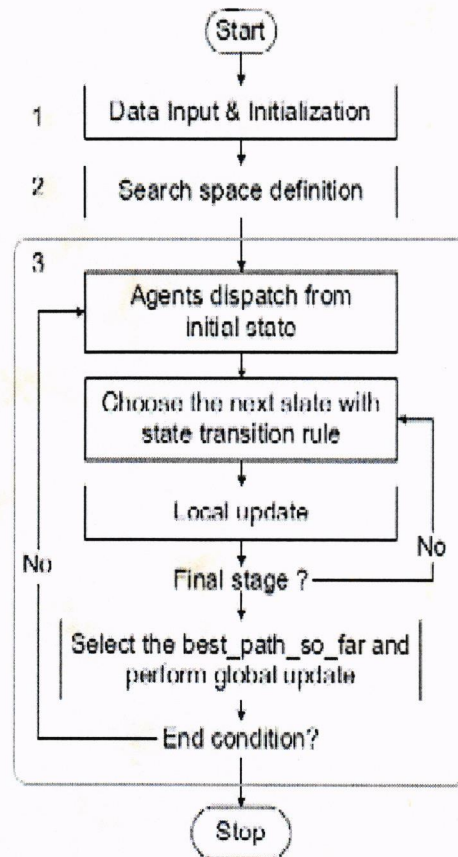 Start
1
Data Input & Initialization
2
Search space definition
3
Agents dispatch from
initial state
Choose the next state with
state transition rule
Local update
No
No
Final stage ?
Select the best_path_so_far and
perform global update
End condition?
Stop